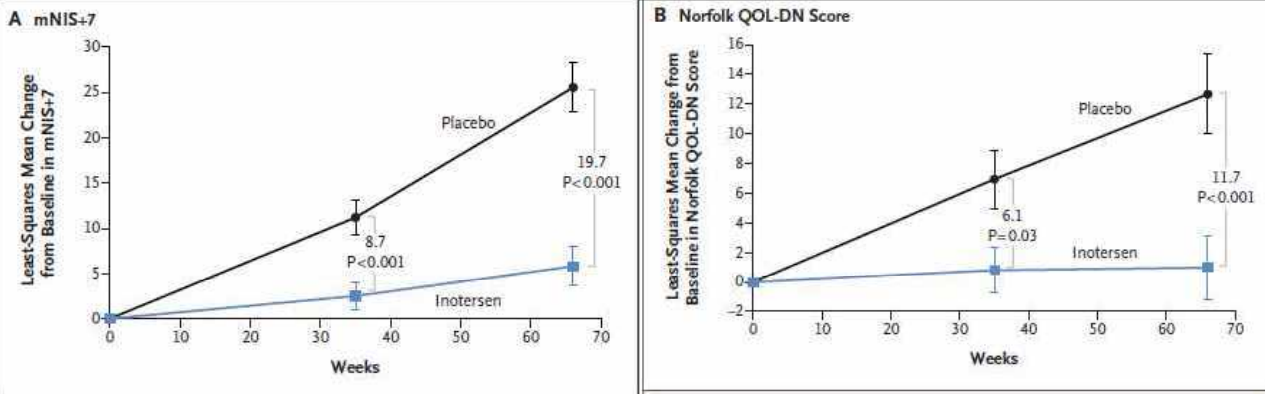 A mNIS+7
Least-Squares Mean Change
from Baseline in mNIS+7
30
25
20
15
10
5
0
Placebo
19.7
P<0.001
8.7
P<0.001
Inotersen
0 10 20 30 40 50 60 70
Weeks
B Norfolk QOL-DN Score
Least-Squares Mean Change from
Baseline in Norfolk QOL-DN Score
16
14
12
10
8
6
4
2
0
−2
Placebo
11.7
P<0.001
6.1
P=0.03
Inotersen
0 10 20 30 40 50 60 70
Weeks